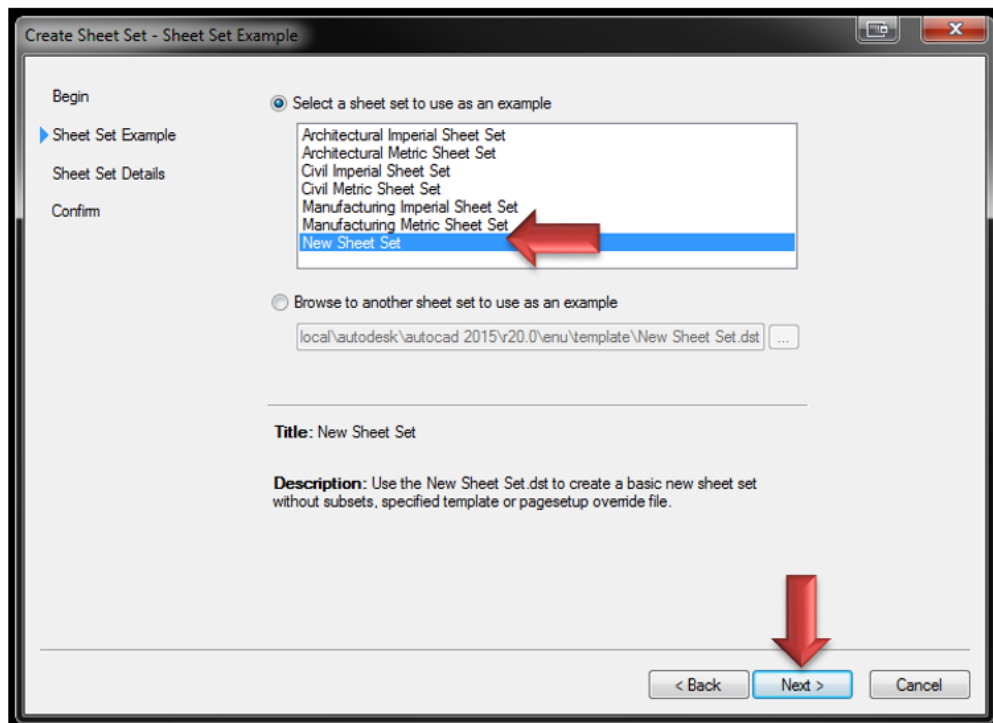 Create Sheet Set - Sheet Set Example
Begin
Sheet Set Example
Sheet Set Details
Confirm
Select a sheet set to use as an example
Architectural Imperial Sheet Set
Architectural Metric Sheet Set
Civil Imperial Sheet Set
Civil Metric Sheet Set
Manufacturing Imperial Sheet Set
Manufacturing Metric Sheet Set
New Sheet Set
Browse to another sheet set to use as an example
local\autodesk\autocad 2015\r20.0\enu\template\New Sheet Set.dst
...
Title: New Sheet Set
Description: Use the New Sheet Set.dst to create a basic new sheet set
without subsets, specified template or pagesetup override file.
< Back
Next >
Cancel